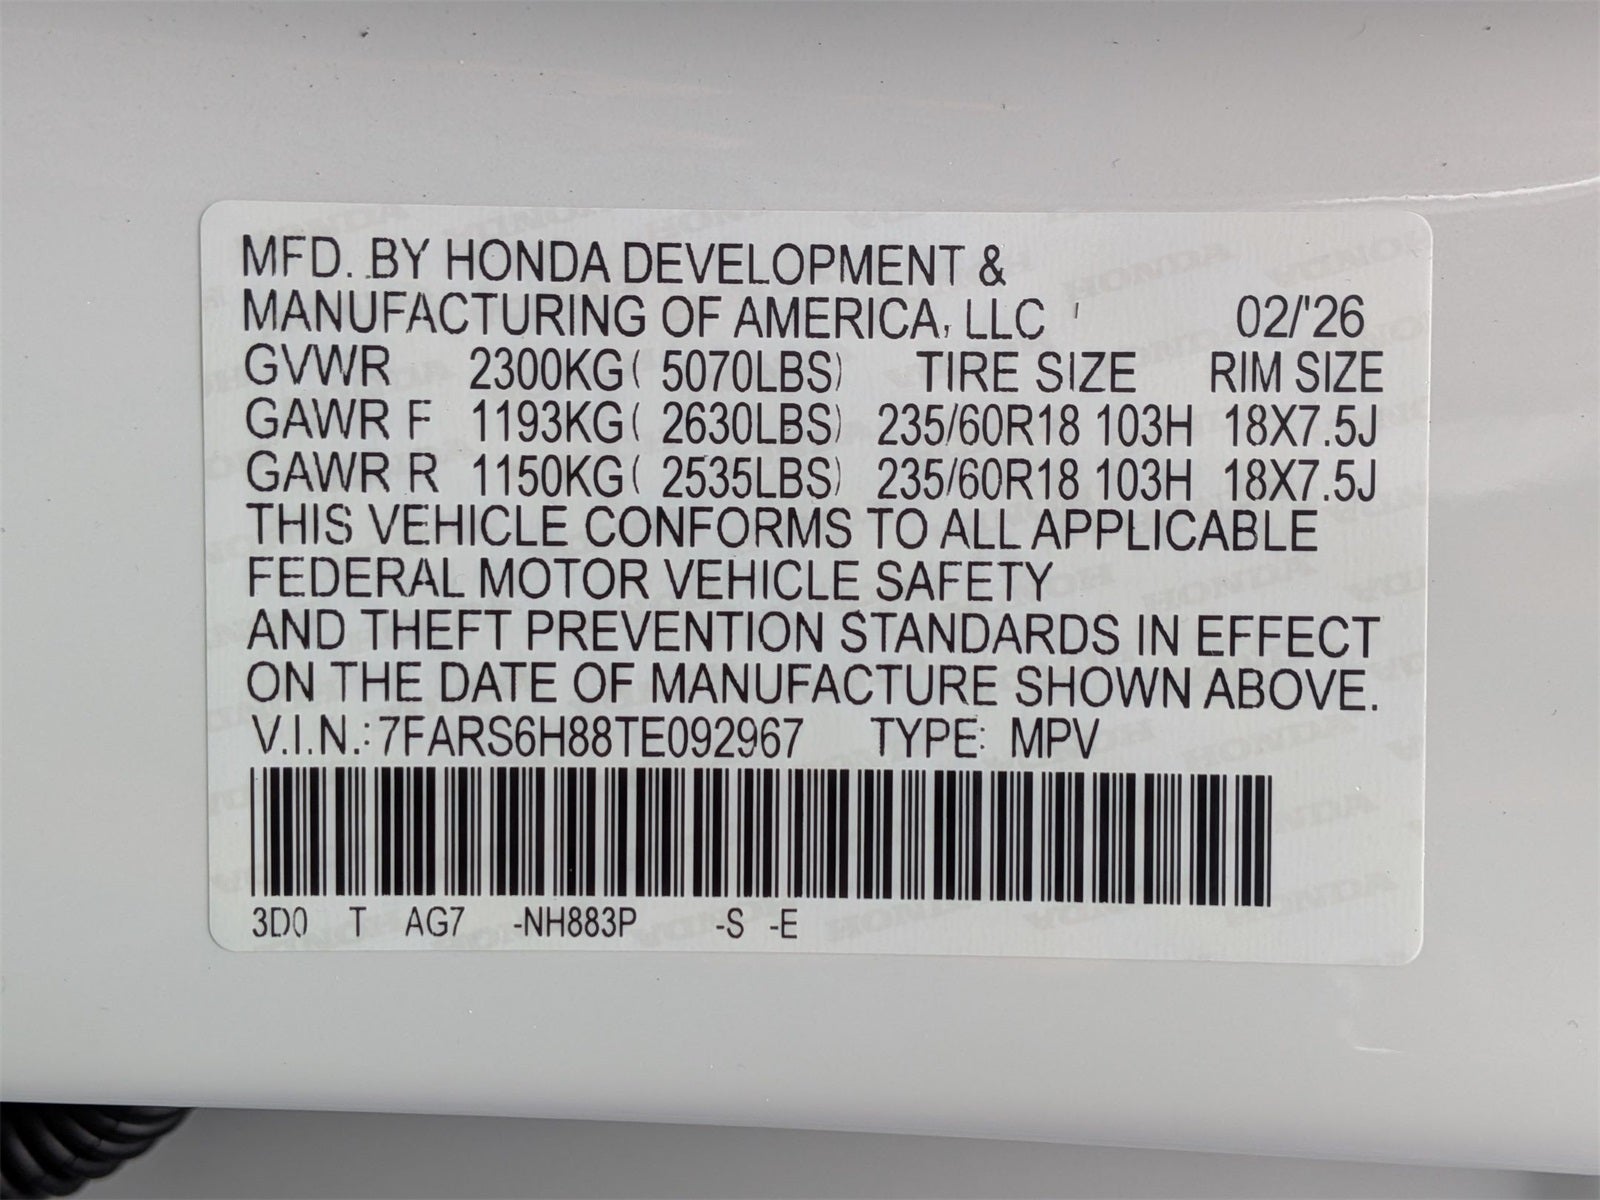 MFD. BY HONDA DEVELOPMENT &
MANUFACTURING OF AMERICA, LLC ' 02/'26
GVWR 2300KG( 5070LBS) TIRE SIZE RIM SIZE
GAWR F 1193KG( 2630LBS) 235/60R18 103H 18X7.5J
GAWR R 1150KG( 2535LBS) 235/60R18 103H 18X7.5J
THIS VEHICLE CONFORMS TO ALL APPLICABLE
FEDERAL MOTOR VEHICLE SAFETY
AND THEFT PREVENTION STANDARDS IN EFFECT
ON THE DATE OF MANUFACTURE SHOWN ABOVE.
V.I.N.: 7FARS6H88TE092967 TYPE: MPV
3D0 T AG7 -NH883P -S -E